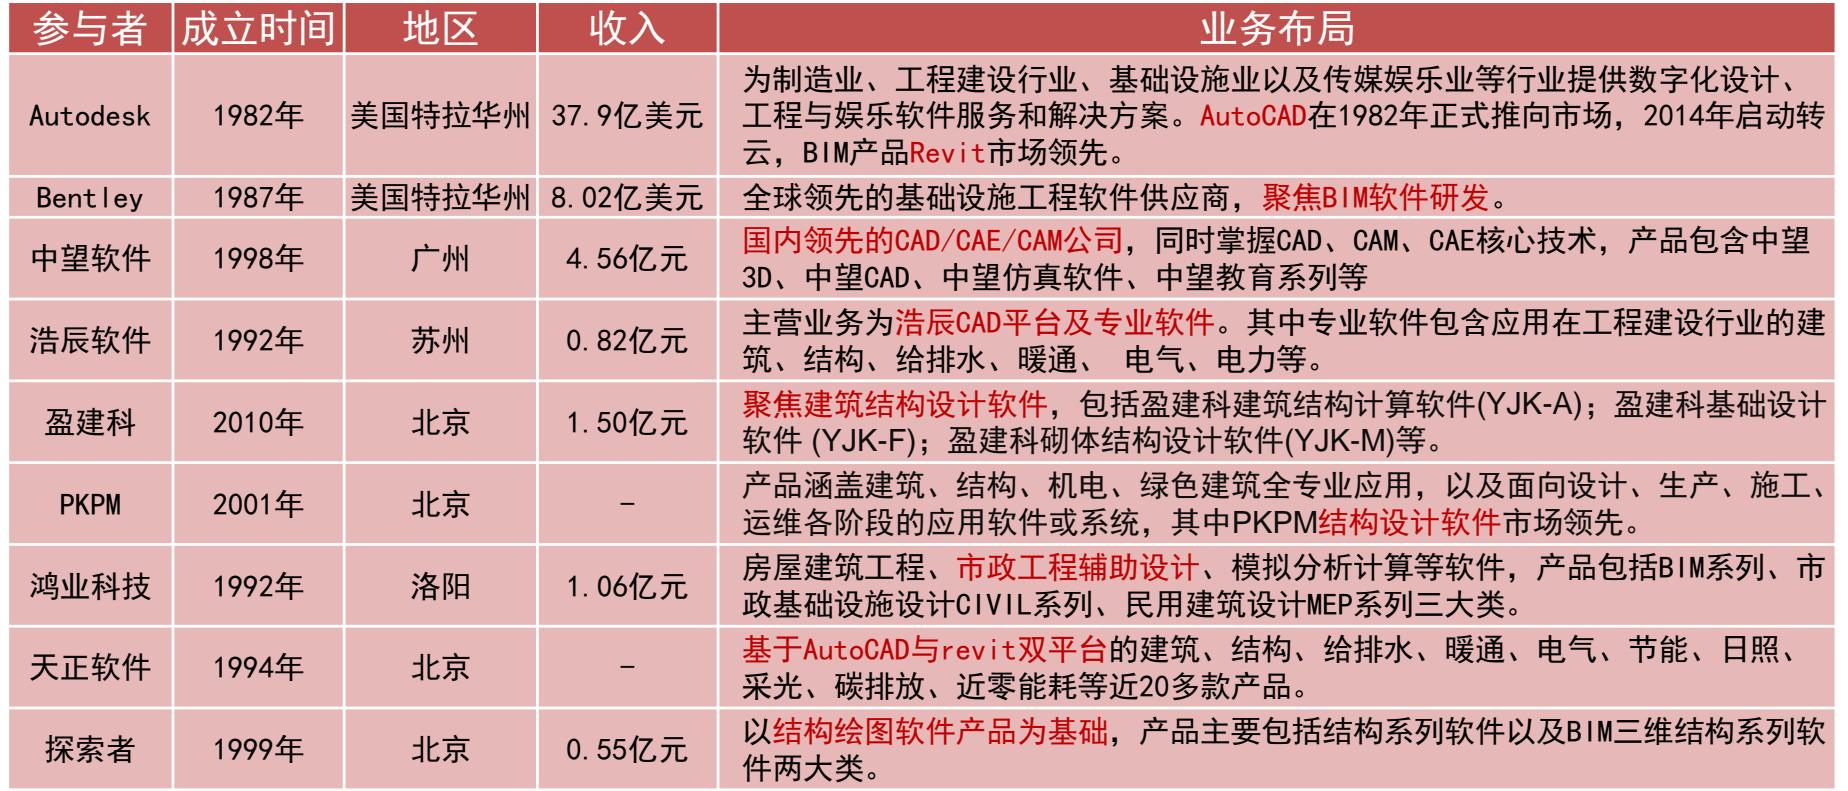 参与者 成立时间 地区 收入 业务布局
Autodesk 1982年 美国特拉华州 37.9亿美元 为制造业、工程建设行业、基础设施业以及传媒娱乐业等行业提供数字化设计、
工程与娱乐软件服务和解决方案。AutoCAD在1982年正式推向市场，2014年启动转
云，BIM产品Revit市场领先。
Bentley 1987年 美国特拉华州 8.02亿美元 全球领先的基础设施工程软件供应商，聚焦BIM软件研发。
中望软件 1998年 广州 4.56亿元 国内领先的CAD/CAE/CAM公司，同时掌握CAD、CAM、CAE核心技术，产品包含中望
3D、中望CAD、中望仿真软件、中望教育系列等
浩辰软件 1992年 苏州 0.82亿元 主营业务为浩辰CAD平台及专业软件。其中专业软件包含应用在工程建设行业的建
筑、结构、给排水、暖通、 电气、电力等。
盈建科 2010年 北京 1.50亿元 聚焦建筑结构设计软件，包括盈建科建筑结构计算软件(YJK-A)；盈建科基础设计
软件 (YJK-F)；盈建科砌体结构设计软件(YJK-M)等。
PKPM 2001年 北京 - 产品涵盖建筑、结构、机电、绿色建筑全专业应用，以及面向设计、生产、施工、
运维各阶段的应用软件或系统，其中PKPM结构设计软件市场领先。
鸿业科技 1992年 洛阳 1.06亿元 房屋建筑工程、市政工程辅助设计、模拟分析计算等软件，产品包括BIM系列、市
政基础设施设计CIVIL系列、民用建筑设计MEP系列三大类。
天正软件 1994年 北京 - 基于AutoCAD与revit双平台的建筑、结构、给排水、暖通、电气、节能、日照、
采光、碳排放、近零能耗等近20多款产品。
探索者 1999年 北京 0.55亿元 以结构绘图软件产品为基础，产品主要包括结构系列软件以及BIM三维结构系列软
件两大类。